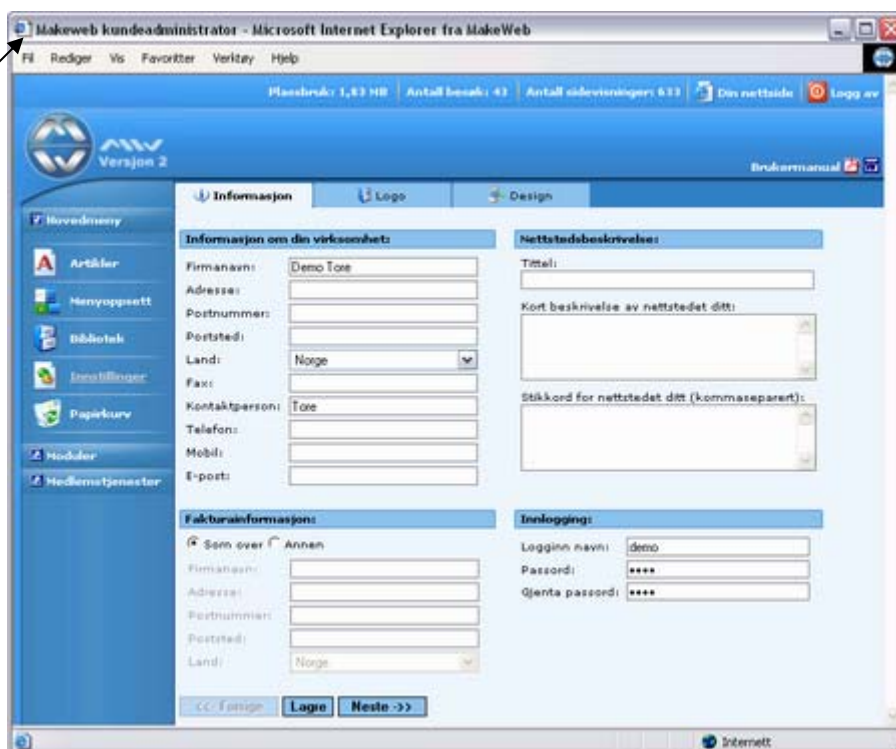 Makeweb kundeadministrator - Microsoft Internet Explorer fra MakeWeb
Fil Rediger Vis Favoritter Verktøy Hjelp
Plassbruk: 1,83 MB Antall besøk: 43 Antall sidevisninger: 633 Din nettside Logg av
Versjon 2
Brukermanual
Informasjon Logo Design
Hovedmeny
Artikler
Menyoppsett
Bibliotek
Innstillinger
Papirkurv
Moduler
Medlemstjenester
Informasjon om din virksomhet:
Firmanavn: Demo Tore
Adresse:
Postnummer:
Poststed:
Land: Norge
Fax:
Kontaktperson: Tore
Telefon:
Mobil:
E-post:
Nettstedsbeskrivelse:
Tittel:
Kort beskrivelse av nettstedet ditt:
Stikkord for nettstedet ditt (kommaseparert):
Fakturainformasjon:
Som over Annen
Firmanavn:
Adresse:
Postnummer:
Poststed:
Land: Norge
Innlogging:
Logginn navn: demo
Passord: ••••
Gjenta passord: ••••
<< Forrige Lagre Neste ->>
Internett